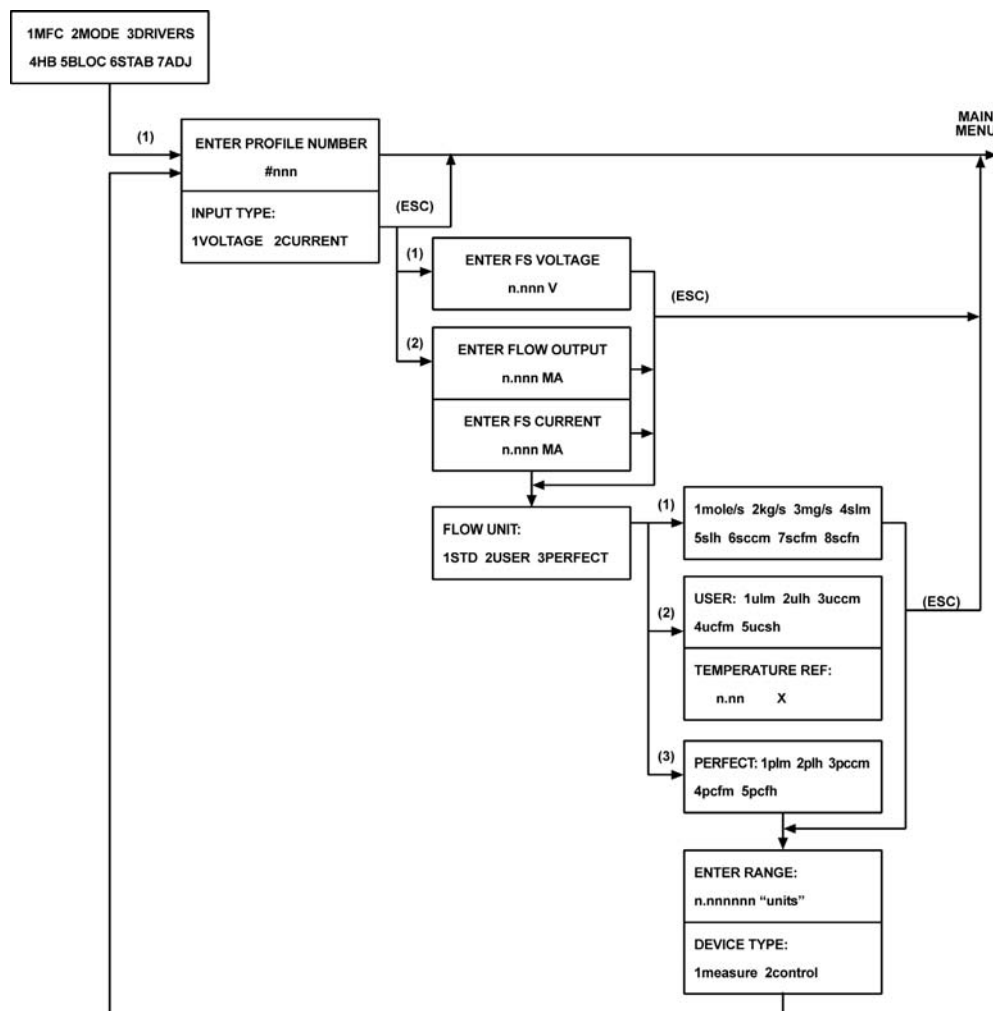 1MFC 2MODE 3DRIVERS
4HB 5BLOC 6STAB 7ADJ
(1)
ENTER PROFILE NUMBER
#nnn
MAIN
MENU
INPUT TYPE:
1VOLTAGE 2CURRENT
(ESC)
(1)
ENTER FS VOLTAGE
n.nnn V
(ESC)
(2)
ENTER FLOW OUTPUT
n.nnn MA
ENTER FS CURRENT
n.nnn MA
FLOW UNIT:
1STD 2USER 3PERFECT
(1)
1mole/s 2kg/s 3mg/s 4slm
5slh 6sccm 7scfm 8scfn
(2)
USER: 1ulm 2ulh 3uccm
4ucfm 5ucsh
(ESC)
TEMPERATURE REF:
n.nn X
(3)
PERFECT: 1plm 2plh 3pccm
4pcfm 5pcfh
ENTER RANGE:
n.nnnnnn “units”
DEVICE TYPE:
1measure 2control